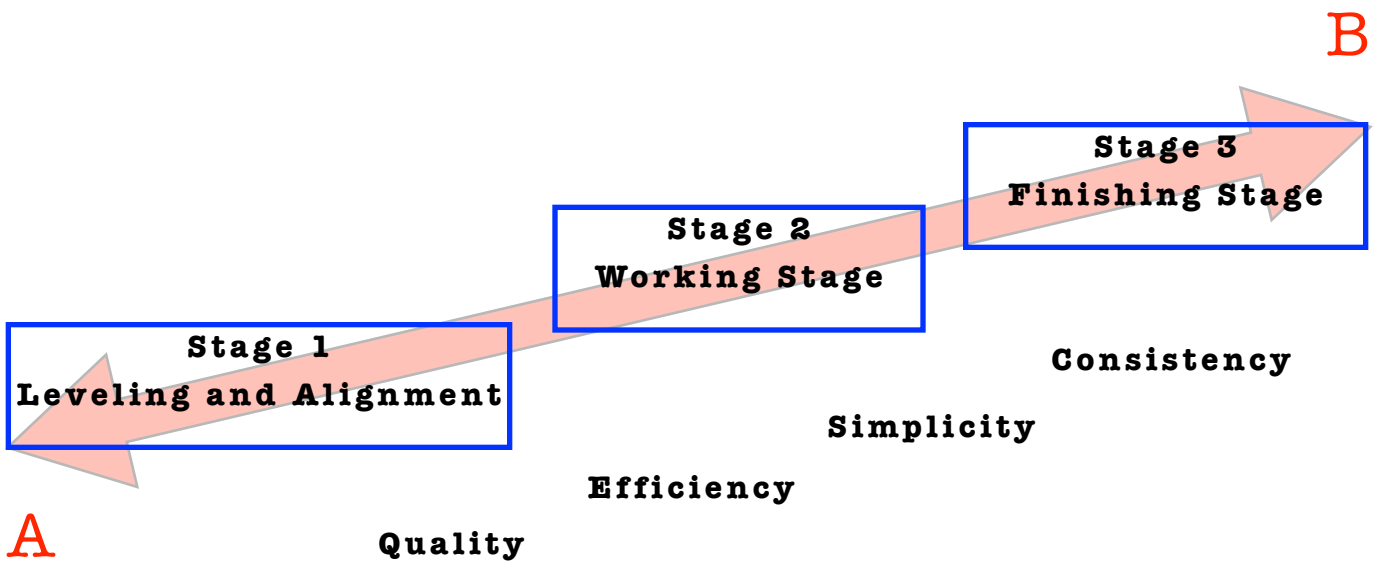 B
Stage 3
Finishing Stage
Stage 2
Working Stage
Stage 1
Leveling and Alignment
Consistency
Simplicity
Efficiency
Quality
A